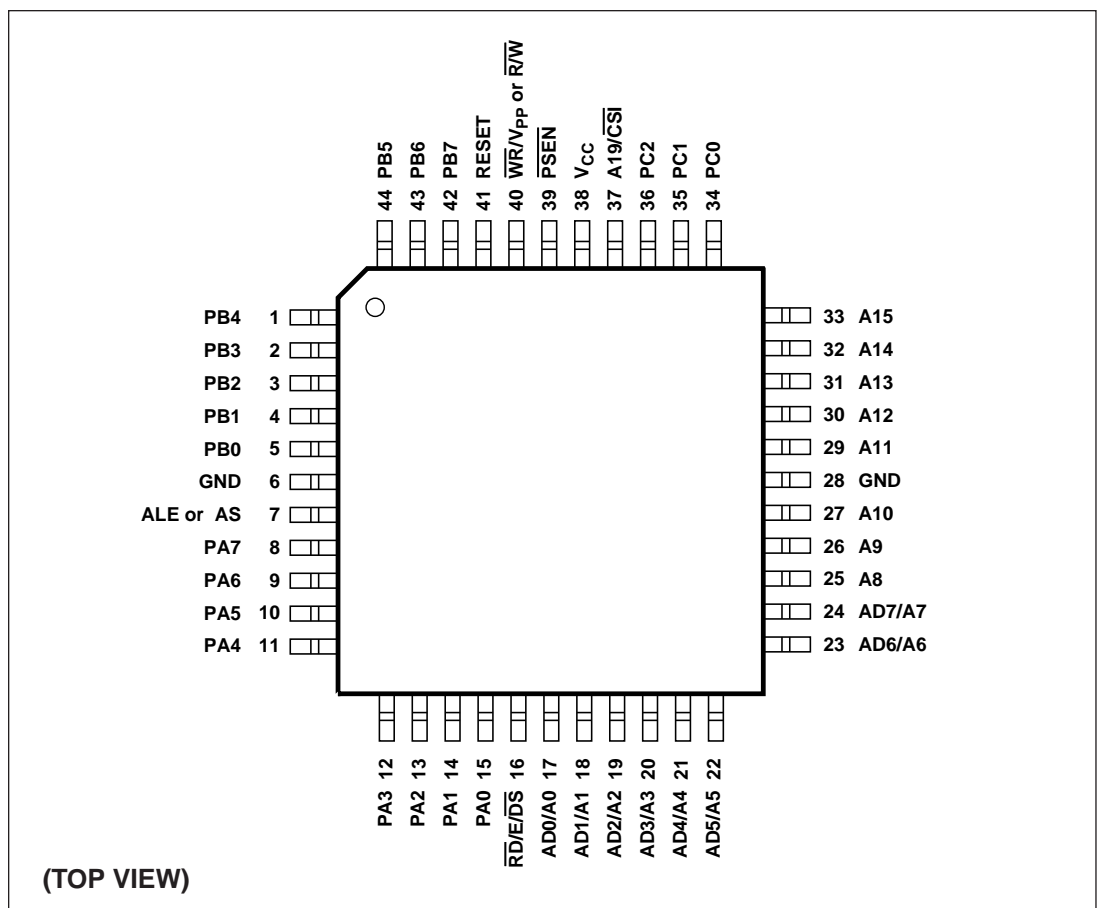 44 PB5
43 PB6
42 PB7
41 RESET
40 W̅R̅/VPP or R̅/̅W̅
39 P̅S̅E̅N̅
38 VCC
37 A19/C̅S̅I̅
36 PC2
35 PC1
34 PC0
PB4 1
PB3 2
PB2 3
PB1 4
PB0 5
GND 6
ALE or AS 7
PA7 8
PA6 9
PA5 10
PA4 11
33 A15
32 A14
31 A13
30 A12
29 A11
28 GND
27 A10
26 A9
25 A8
24 AD7/A7
23 AD6/A6
PA3 12
PA2 13
PA1 14
PA0 15
R̅D̅/E/D̅S̅ 16
AD0/A0 17
AD1/A1 18
AD2/A2 19
AD3/A3 20
AD4/A4 21
AD5/A5 22
(TOP VIEW)